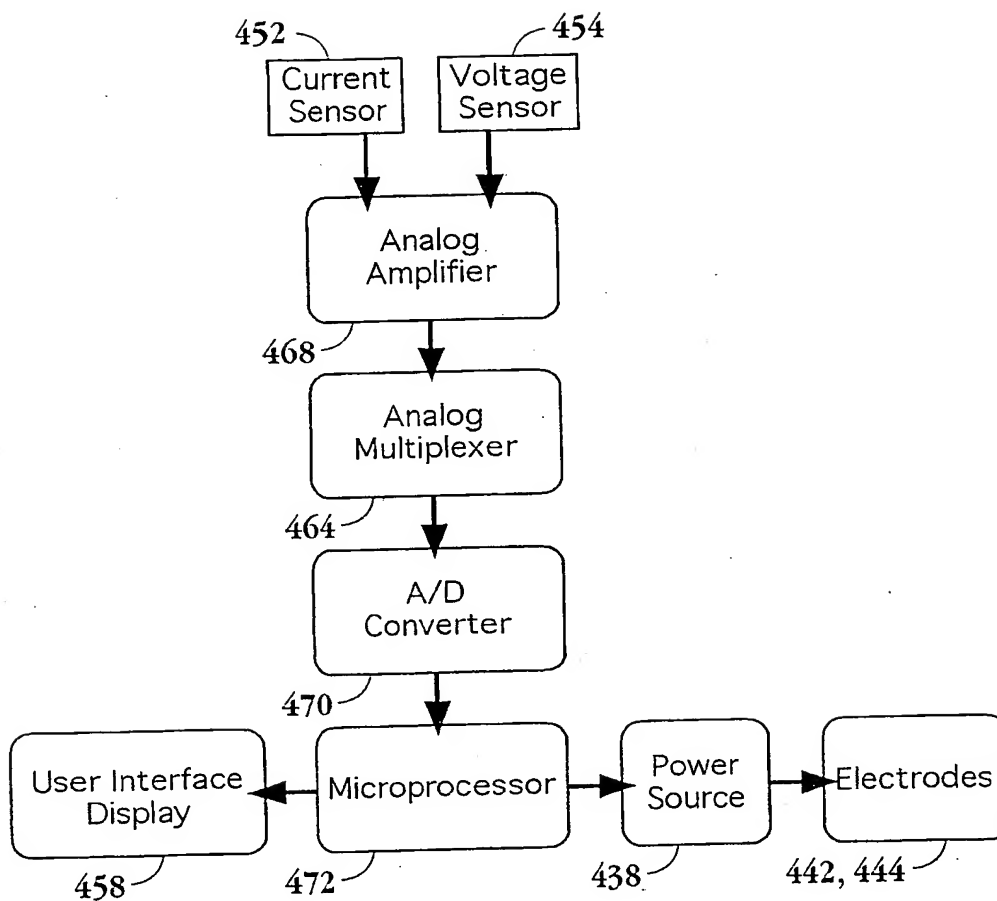 452
454
Current
Sensor
Voltage
Sensor
Analog
Amplifier
468
Analog
Multiplexer
464
A/D
Converter
470
User Interface
Display
Microprocessor
Power
Source
Electrodes
458
472
438
442, 444